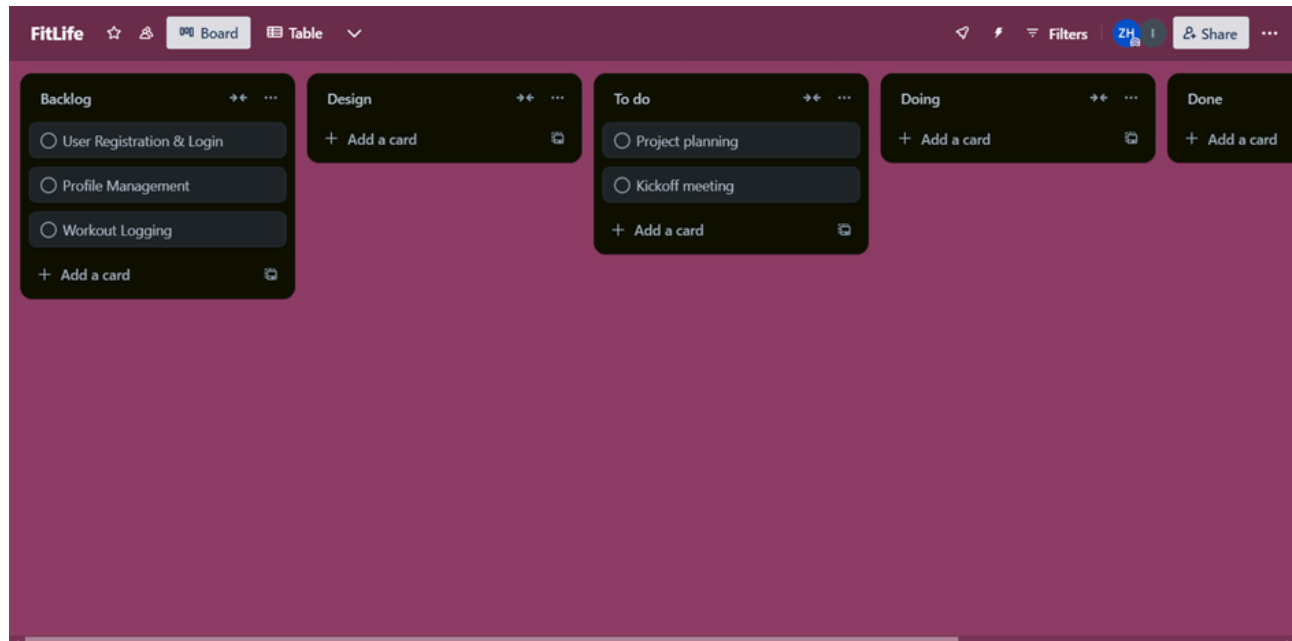 FitLife Board Table Filters ZH I Share
Backlog
User Registration & Login
Profile Management
Workout Logging
+ Add a card
Design
+ Add a card
To do
Project planning
Kickoff meeting
+ Add a card
Doing
+ Add a card
Done
+ Add a card